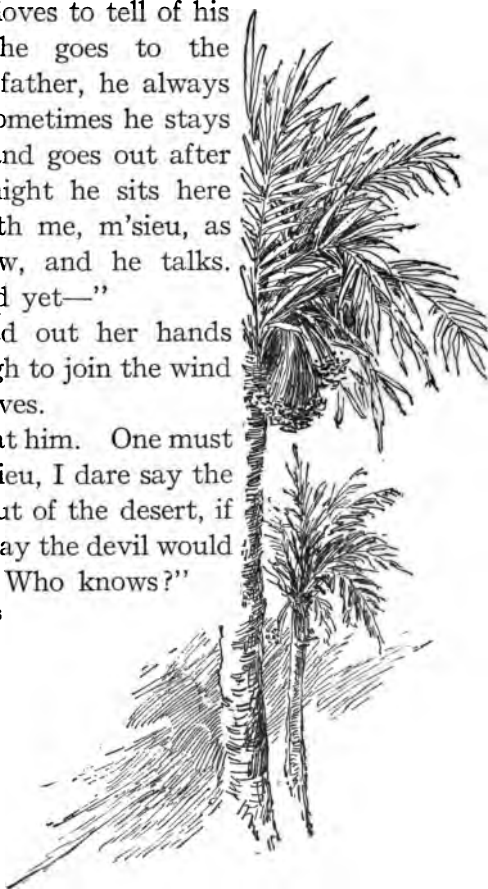 loves to tell of his
he goes to the
father, he always
ometimes he stays
nd goes out after
ight he sits here
th me, m'sieu, as
w, and he talks.
d yet—"
d out her hands
gh to join the wind
ves.
at him. One must
ieu, I dare say the
ut of the desert, if
ay the devil would
Who knows?"